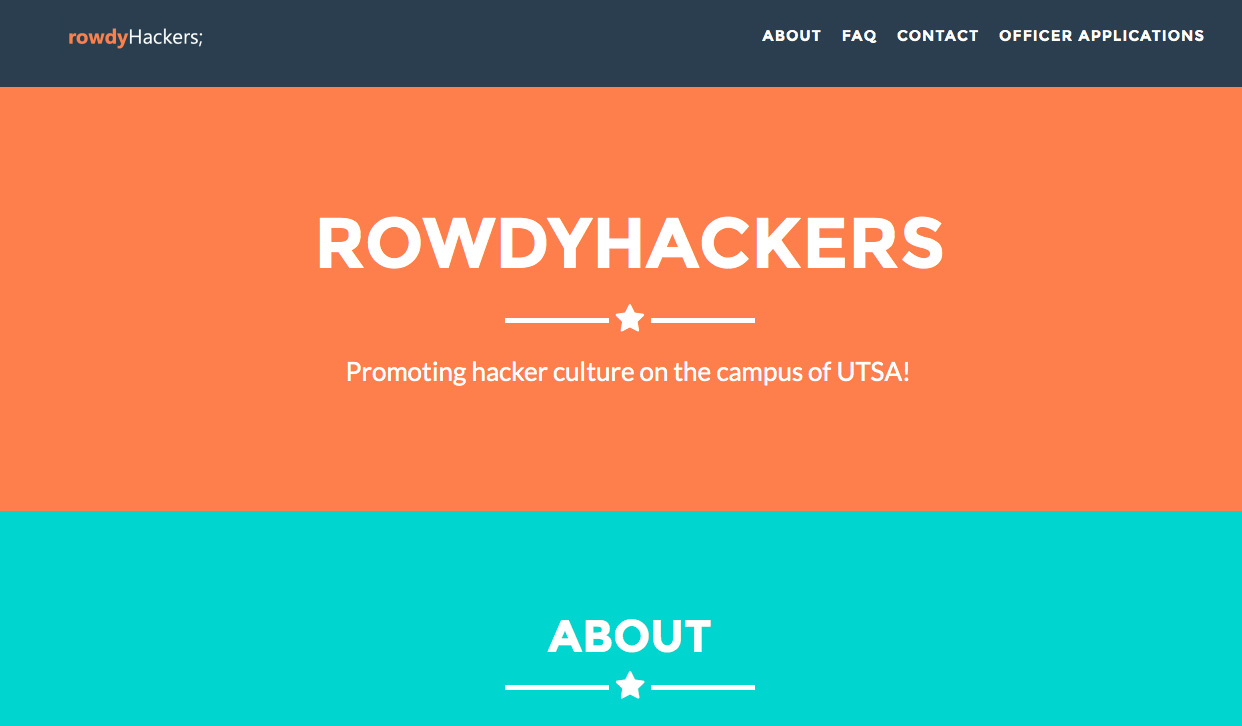 rowdyHackers;
ABOUT FAQ CONTACT OFFICER APPLICATIONS
ROWDYHACKERS
Promoting hacker culture on the campus of UTSA!
ABOUT